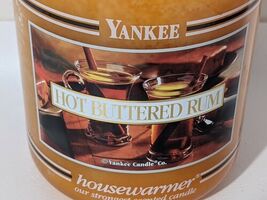 YANKEE
HOT BUTTERED RUM
©Yankee Candle® Co.
housewarmer®
our strongest scented candle